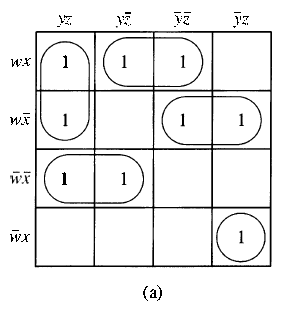 yz yz̄ ȳz̄ ȳz
wx 1 1 1
wx̄ 1 1 1
w̄x̄ 1 1
w̄x 1
(a)